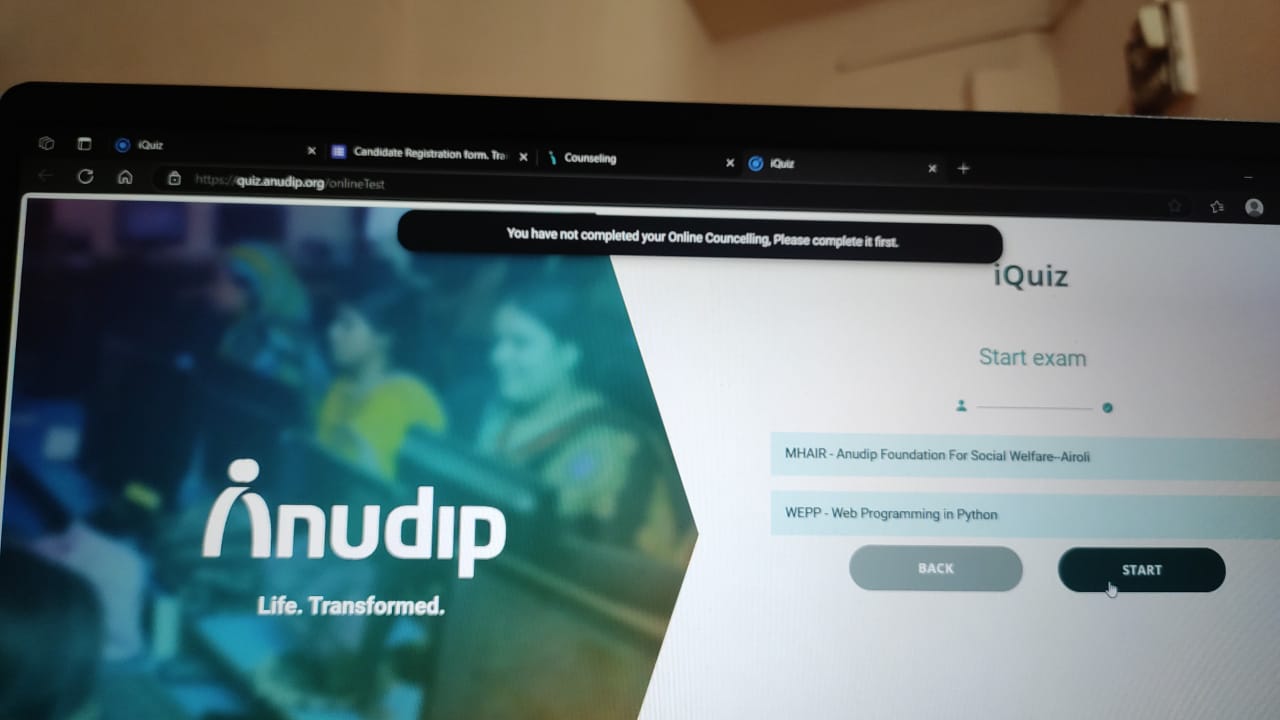 iQuiz
Candidate Registration form. Tra
Counseling
iQuiz
https://quiz.anudip.org/onlineTest
You have not completed your Online Councelling, Please complete it first.
iQuiz
Start exam
MHAIR - Anudip Foundation For Social Welfare--Airoli
WEPP - Web Programming in Python
BACK
START
Anudip
Life. Transformed.